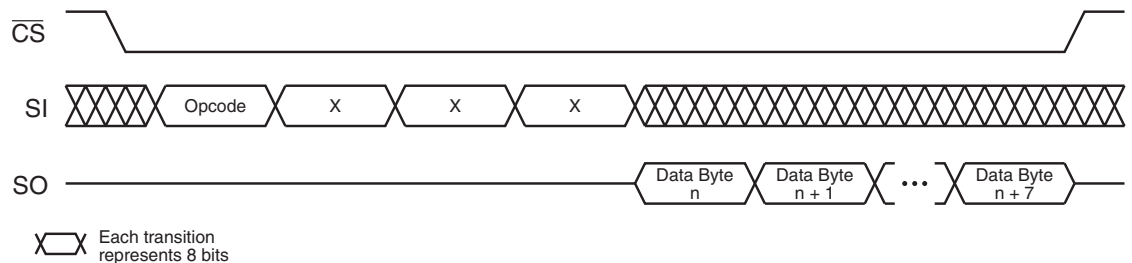 CS
SI
Opcode
X
X
X
SO
Data Byte
n
Data Byte
n + 1
•••
Data Byte
n + 7
Each transition
represents 8 bits